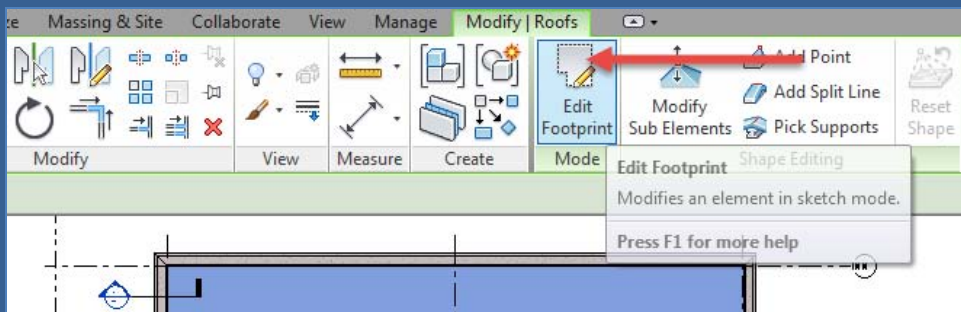 ze Massing & Site Collaborate View Manage Modify | Roofs
Add Point
Edit Footprint
Modify Sub Elements
Add Split Line
Pick Supports
Reset Shape
Modify View Measure Create Mode Shape Editing
Edit Footprint
Modifies an element in sketch mode.
Press F1 for more help